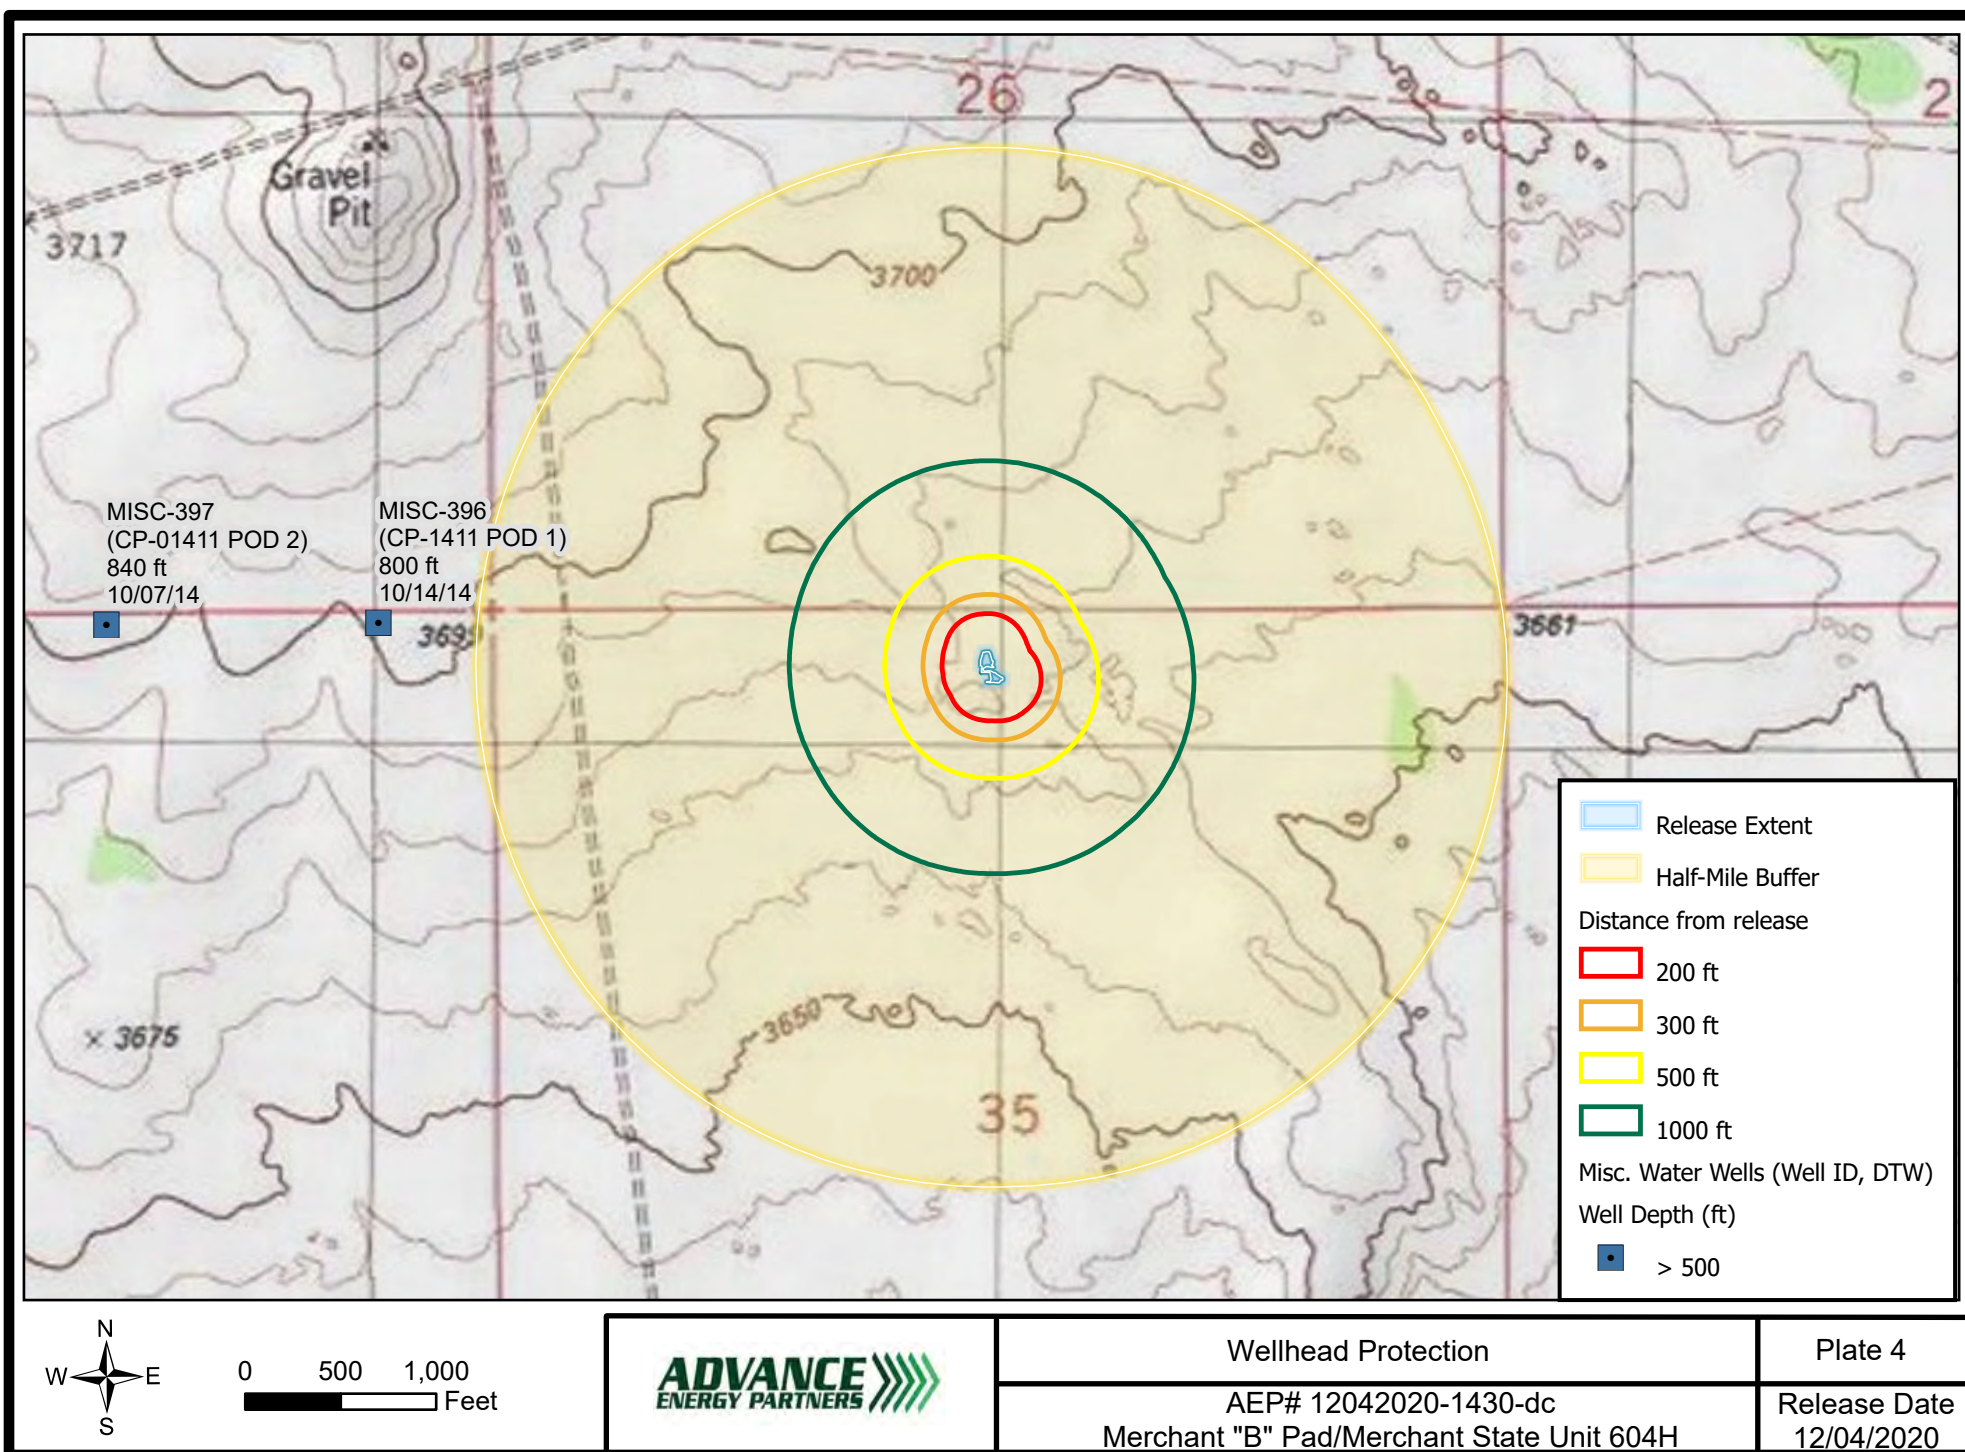 26
2
Gravel
Pit
3717
3700
MISC-397
(CP-01411 POD 2)
840 ft
10/07/14
MISC-396
(CP-1411 POD 1)
800 ft
10/14/14
3661
3650
3675
35
Release Extent
Half-Mile Buffer
Distance from release
200 ft
300 ft
500 ft
1000 ft
Misc. Water Wells (Well ID, DTW)
Well Depth (ft)
> 500
N
W E
S
0 500 1,000
Feet
ADVANCE
ENERGY PARTNERS
Wellhead Protection
AEP# 12042020-1430-dc
Merchant "B" Pad/Merchant State Unit 604H
Plate 4
Release Date
12/04/2020